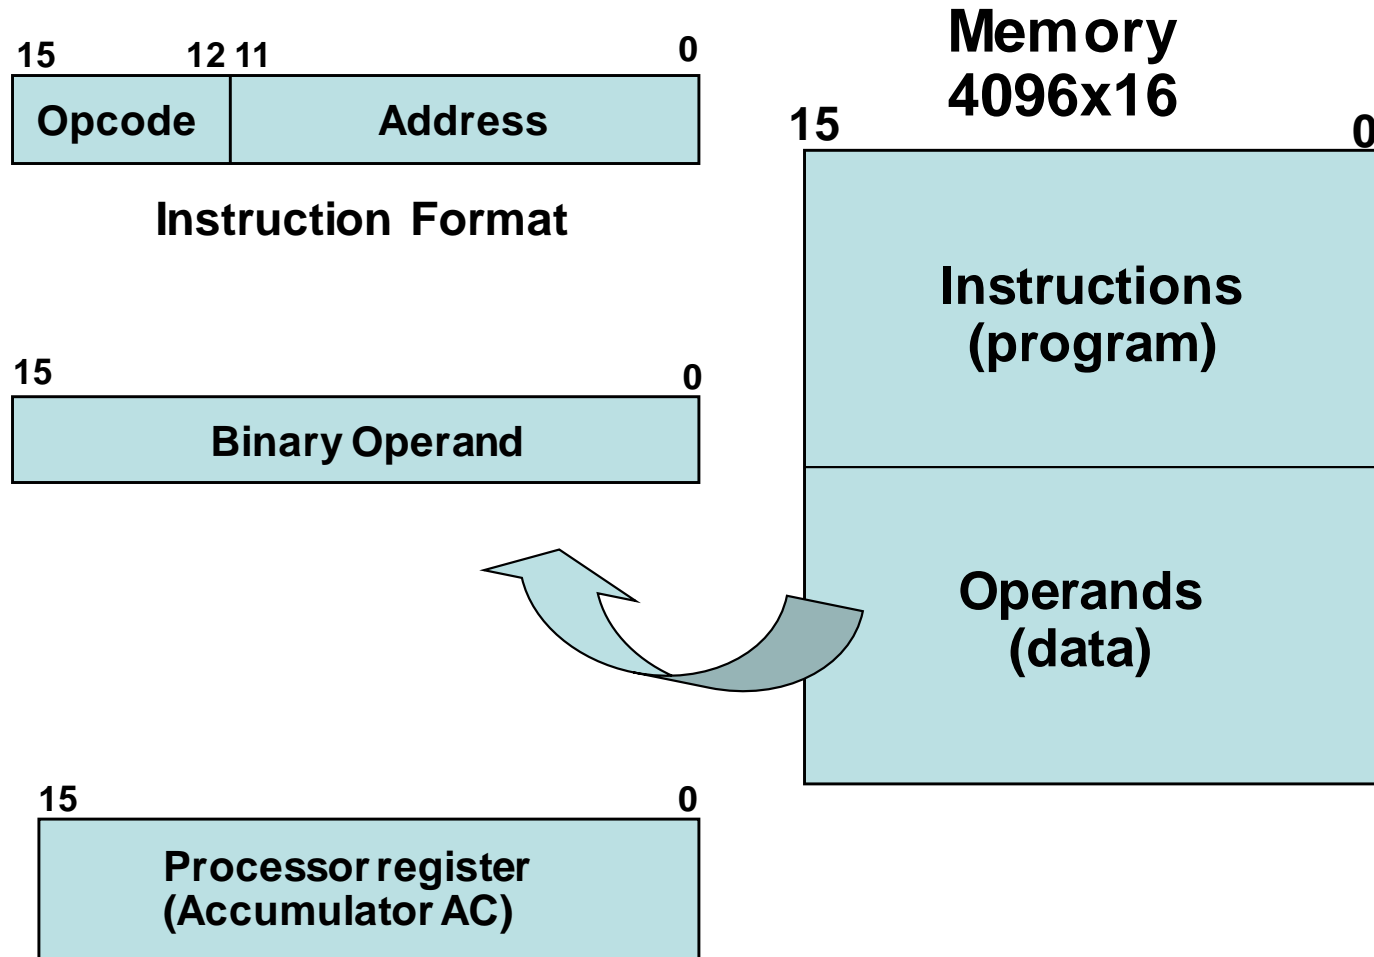 15 12 11 0
Opcode Address
Instruction Format
15 0
Binary Operand
15 0
Processor register
(Accumulator AC)
Memory
4096x16
15 0
Instructions
(program)
Operands
(data)